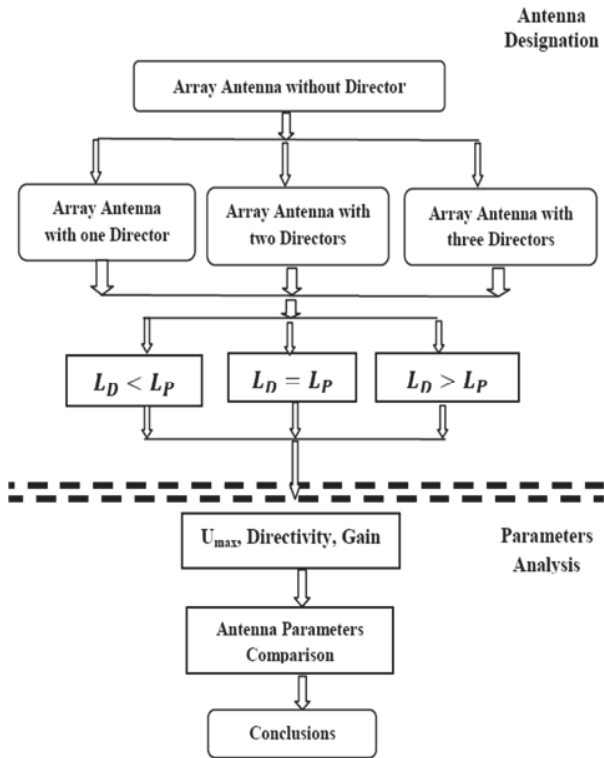 Antenna
Designation
Array Antenna without Director
Array Antenna
with one Director
Array Antenna with
two Directors
Array Antenna with
three Directors
L_D < L_P
L_D = L_P
L_D > L_P
U_max, Directivity, Gain
Parameters
Analysis
Antenna Parameters
Comparison
Conclusions